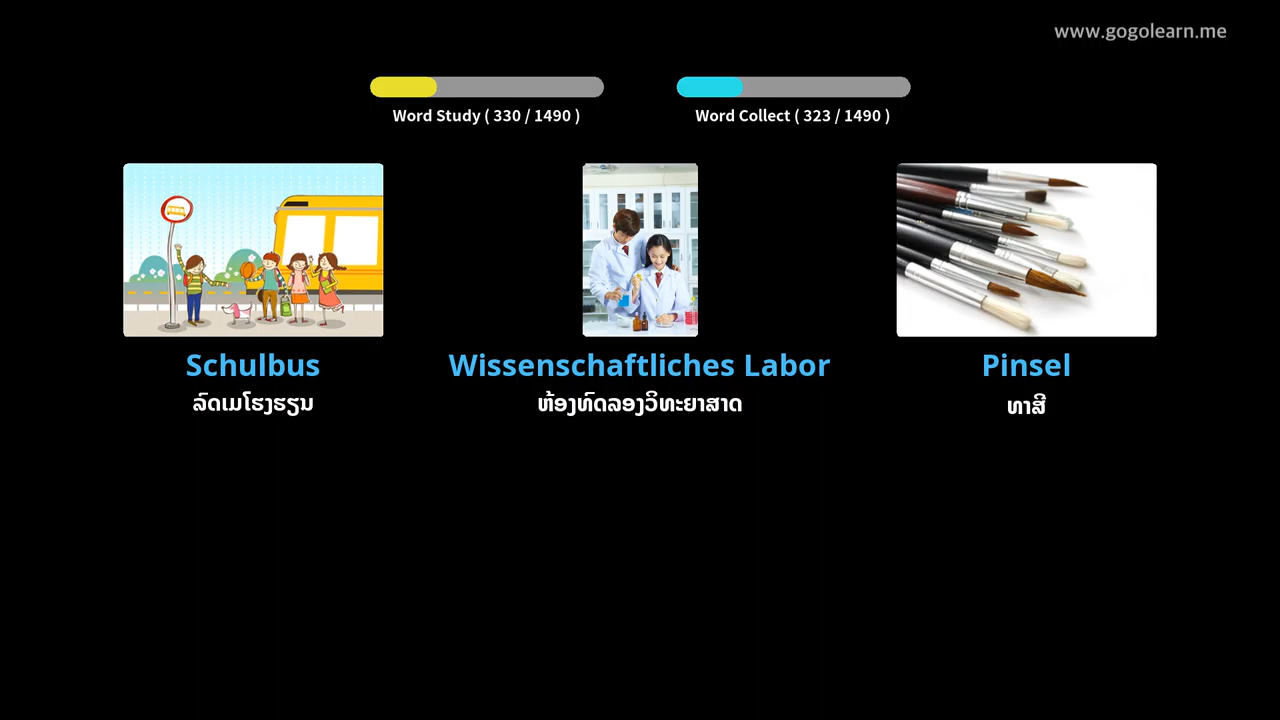 www.gogolearn.me
Word Study ( 330 / 1490 )
Word Collect ( 323 / 1490 )
Schulbus
Wissenschaftliches Labor
Pinsel
ລົດເມໂຮງຮຽນ
ຫ້ອງທົດລອງວິທະຍາສາດ
ທາສີ